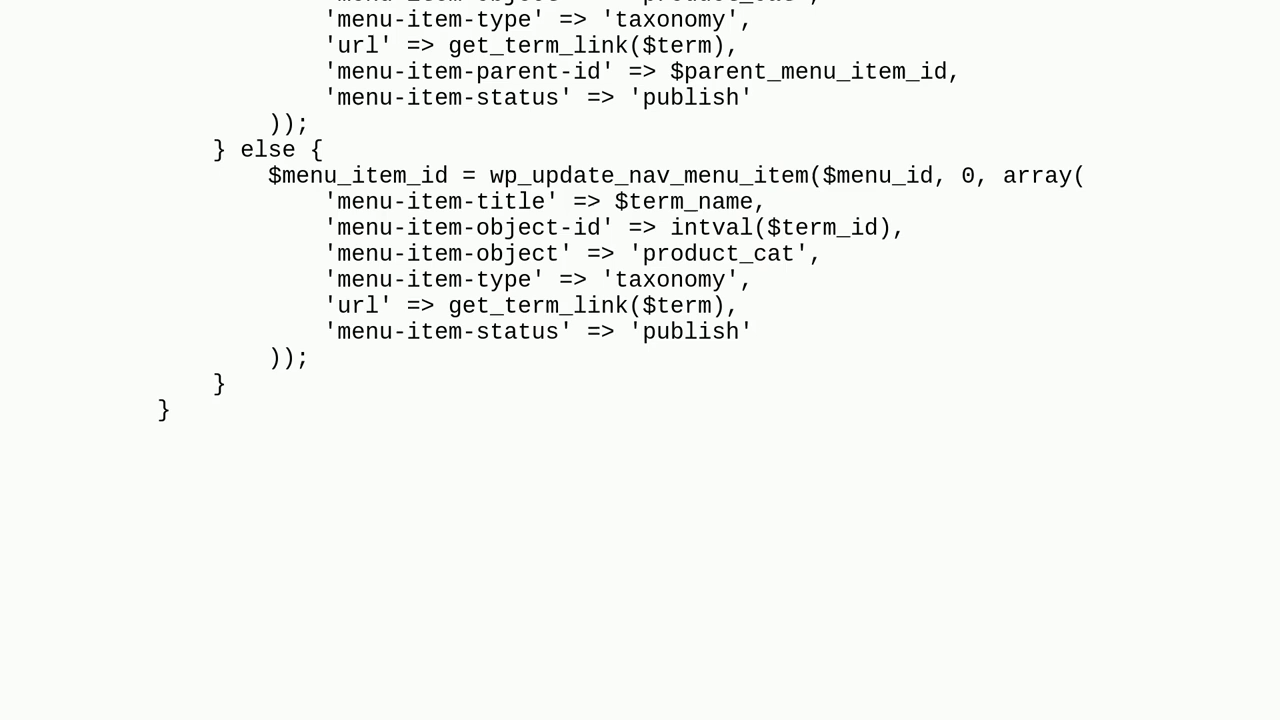 'menu-item-type' => 'taxonomy',
'url' => get_term_link($term),
'menu-item-parent-id' => $parent_menu_item_id,
'menu-item-status' => 'publish'
));
} else {
$menu_item_id = wp_update_nav_menu_item($menu_id, 0, array(
'menu-item-title' => $term_name,
'menu-item-object-id' => intval($term_id),
'menu-item-object' => 'product_cat',
'menu-item-type' => 'taxonomy',
'url' => get_term_link($term),
'menu-item-status' => 'publish'
));
}
}